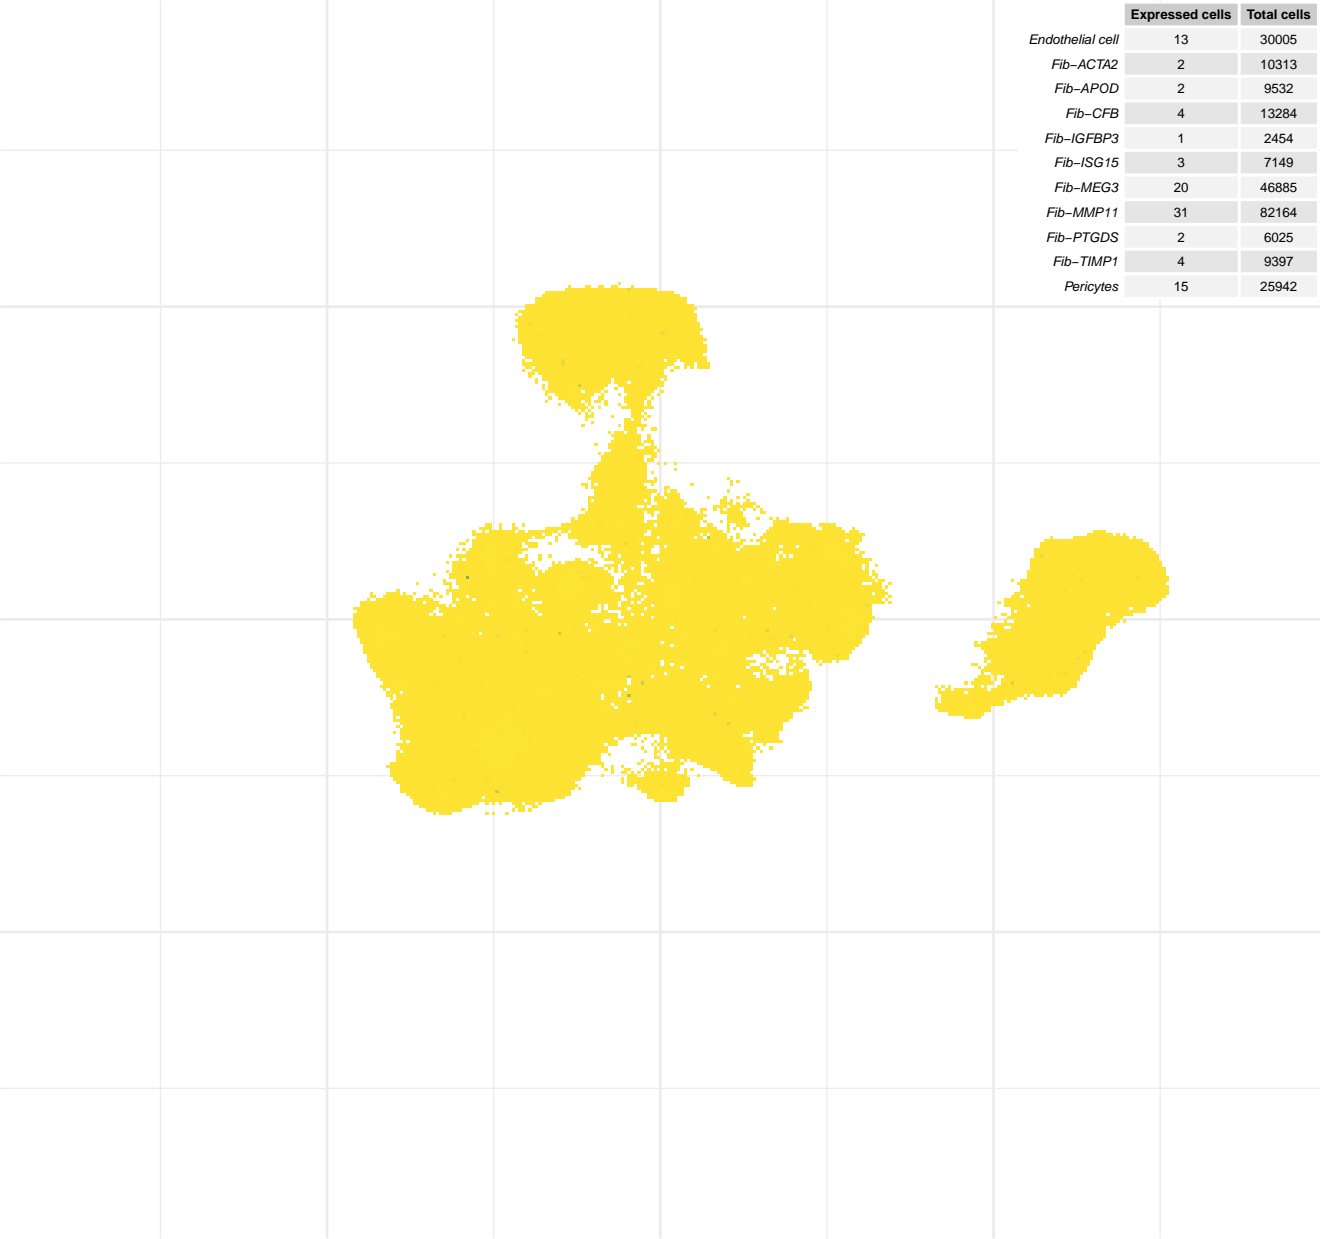 Expressed cells Total cells
Endothelial cell 13 30005
Fib−ACTA2 2 10313
Fib−APOD 2 9532
Fib−CFB 4 13284
Fib−IGFBP3 1 2454
Fib−ISG15 3 7149
Fib−MEG3 20 46885
Fib−MMP11 31 82164
Fib−PTGDS 2 6025
Fib−TIMP1 4 9397
Pericytes 15 25942